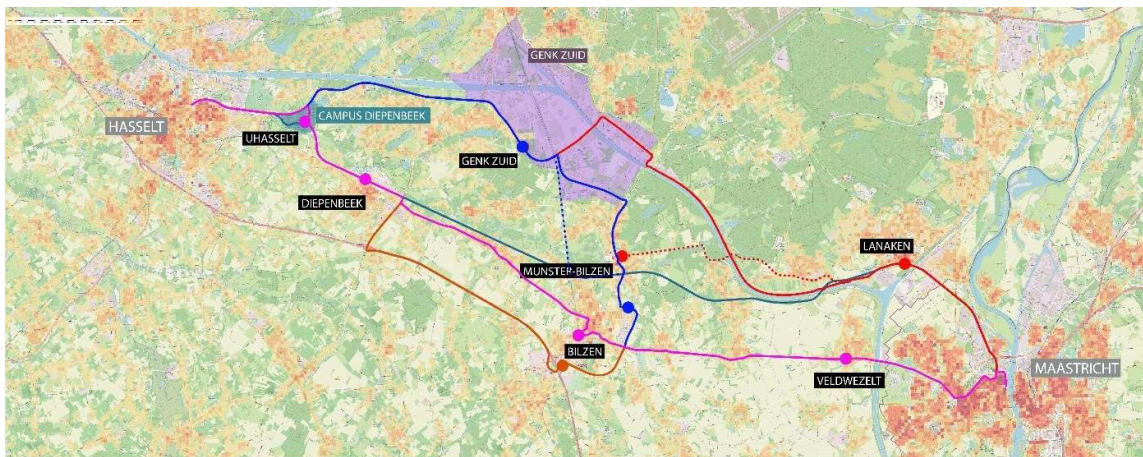 GENK ZUID
HASSELT
CAMPUS DIEPENBEEK
UHASSELT
GENK ZUID
DIEPENBEEK
LANAKEN
MUNSTER-BILZEN
BILZEN
VELDWEZELT
MAASTRICHT